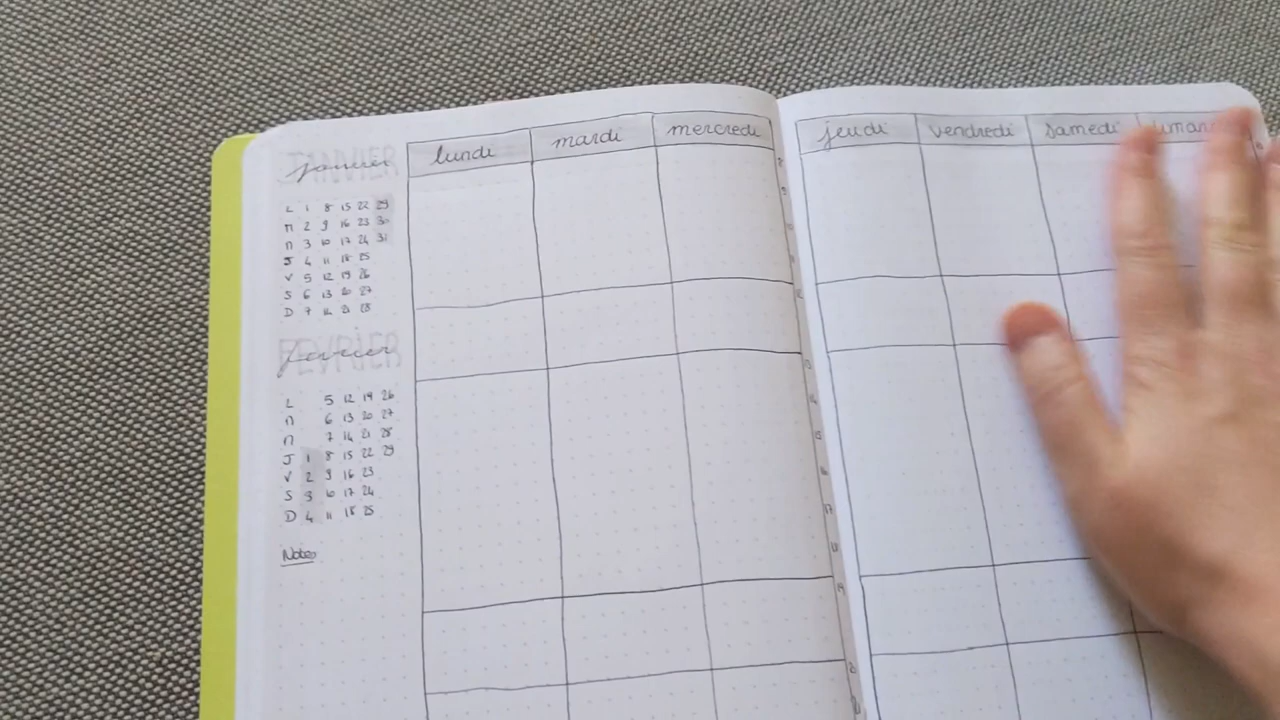 JANVIER
janvier
lundi mardi mercredi jeudi vendredi samedi
L 1 8 15 22 29
M 2 9 16 23 30
M 3 10 17 24 31
J 4 11 18 25
V 5 12 19 26
S 6 13 20 27
D 7 14 21 28
FEVRIER
fevrier
L 5 12 19 26
M 6 13 20 27
M 7 14 21 28
J 1 8 15 22 29
V 2 9 16 23
S 3 10 17 24
D 4 11 18 25
Notes